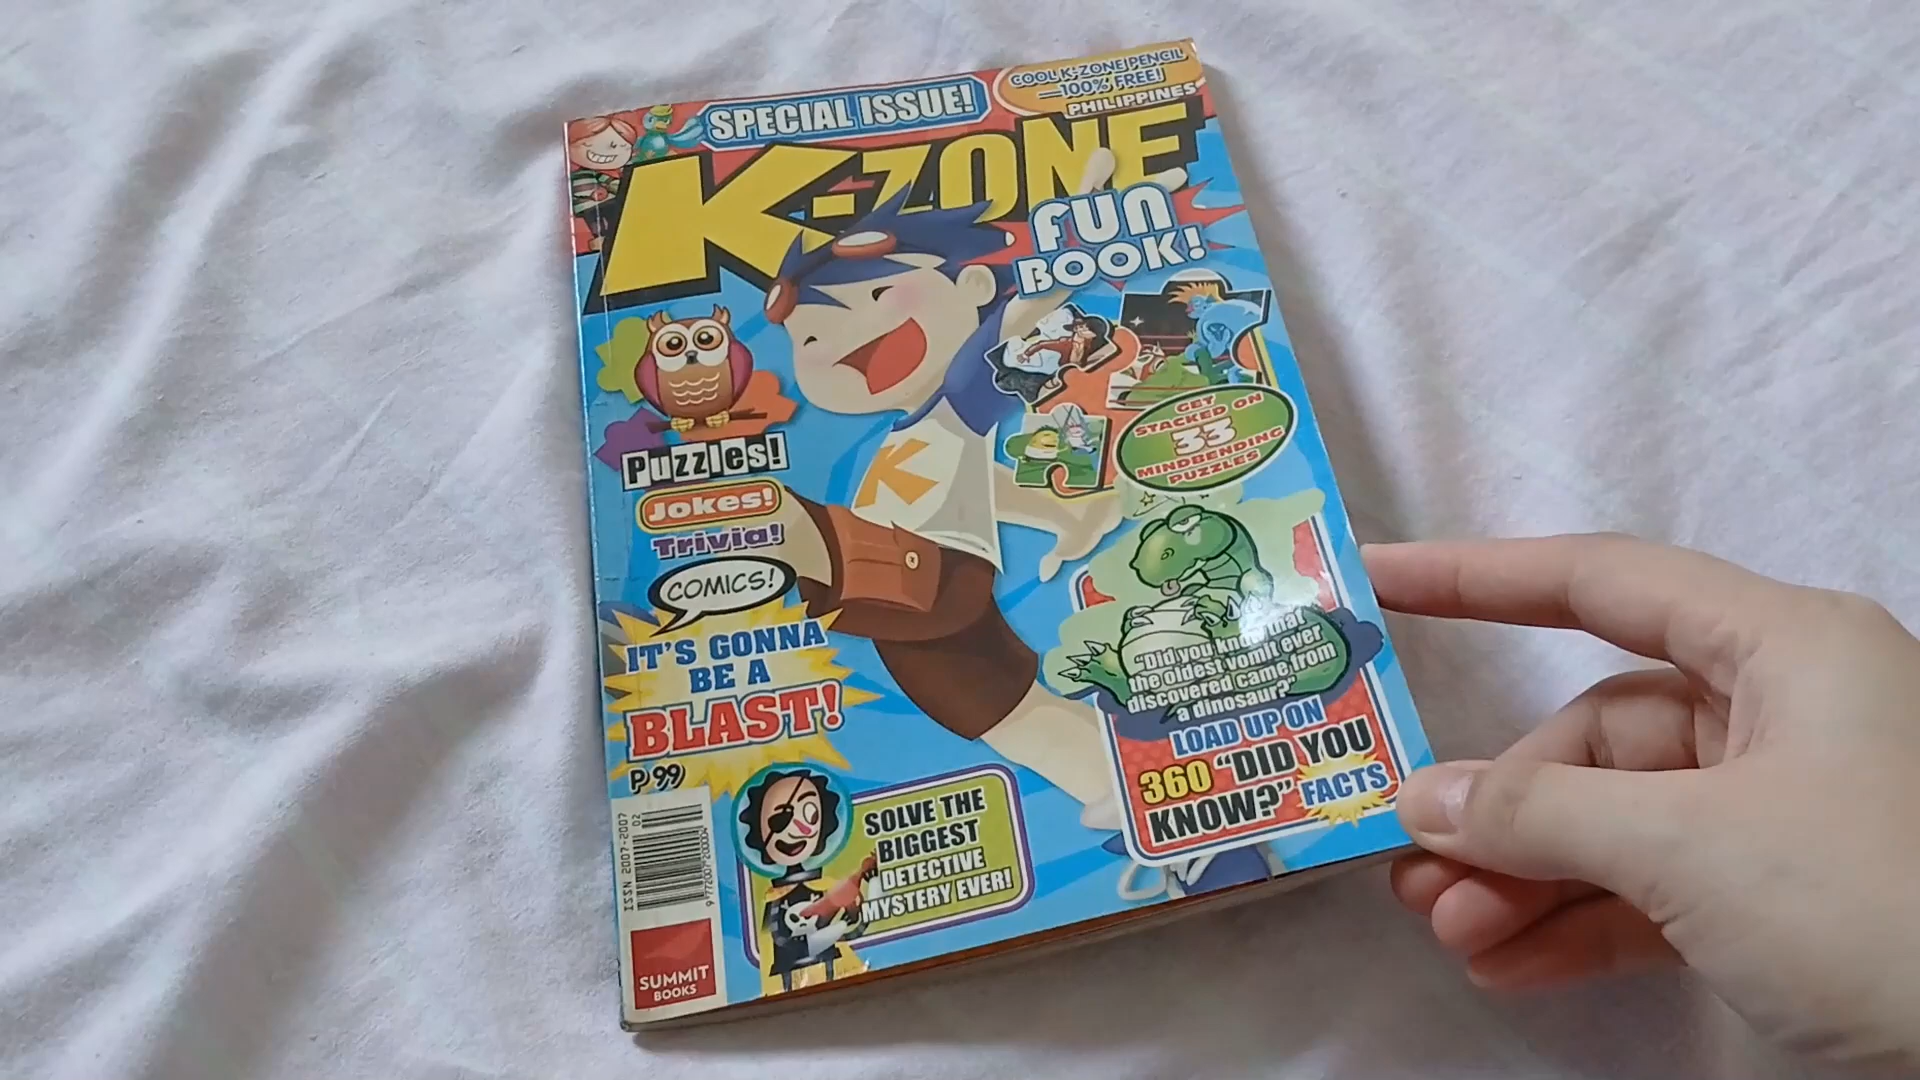 SPECIAL ISSUE!
COOL K-ZONE PENCIL
—100% FREE!
PHILIPPINES
K-ZONE
FUN
BOOK!
GET
STACKED ON
33
MINDBENDING
PUZZLES
Puzzles!
Jokes!
Trivia!
COMICS!
IT'S GONNA
BE A
BLAST!
P 99
K
"Did you know that
the oldest vomit ever
discovered came from
a dinosaur?"
LOAD UP ON
360 "DID YOU
KNOW?" FACTS
SOLVE THE
BIGGEST
DETECTIVE
MYSTERY EVER!
ISSN 2007-2007
02
SUMMIT
BOOKS